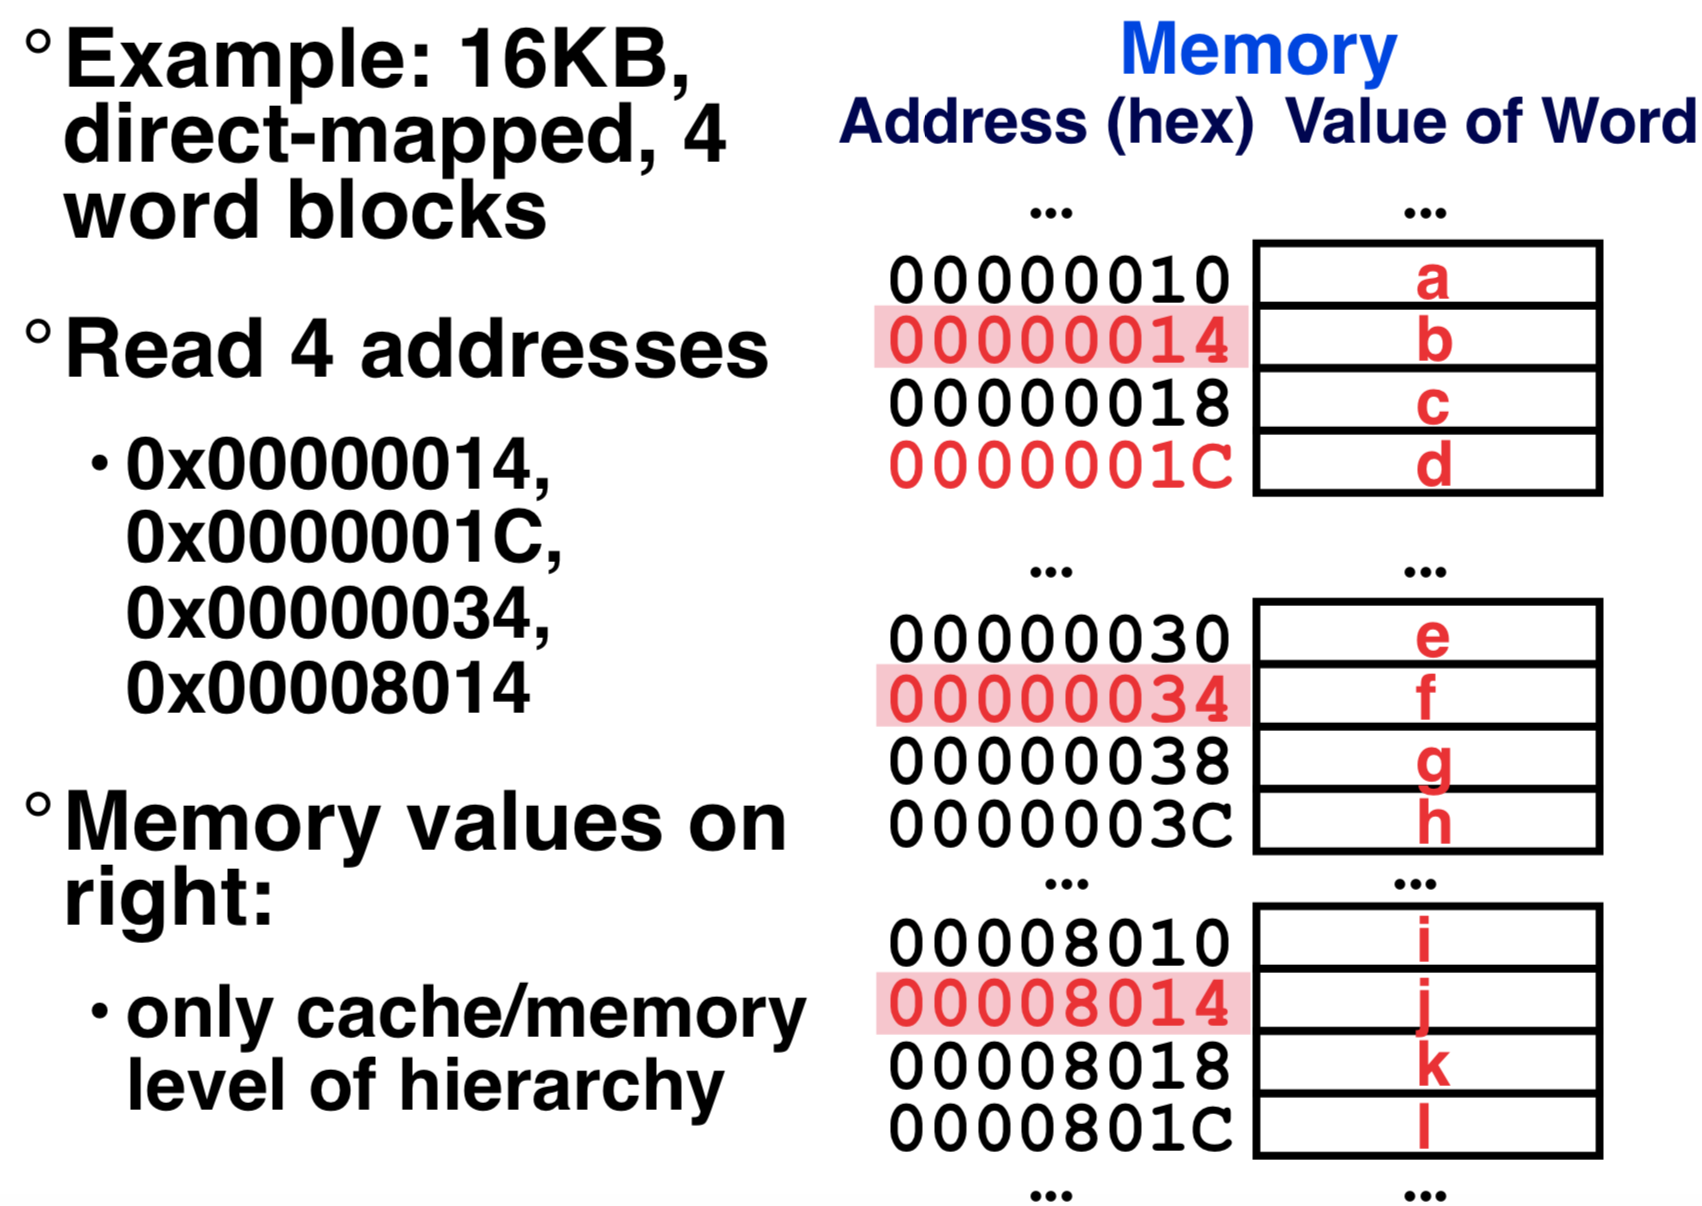 ° Example: 16KB,
direct-mapped, 4
word blocks
° Read 4 addresses
• 0x00000014,
0x0000001C,
0x00000034,
0x00008014
° Memory values on
right:
• only cache/memory
level of hierarchy
Memory
Address (hex) Value of Word
... ...
00000010 a
00000014 b
00000018 c
0000001C d
... ...
00000030 e
00000034 f
00000038 g
0000003C h
... ...
00008010 i
00008014 j
00008018 k
0000801C l
... ...